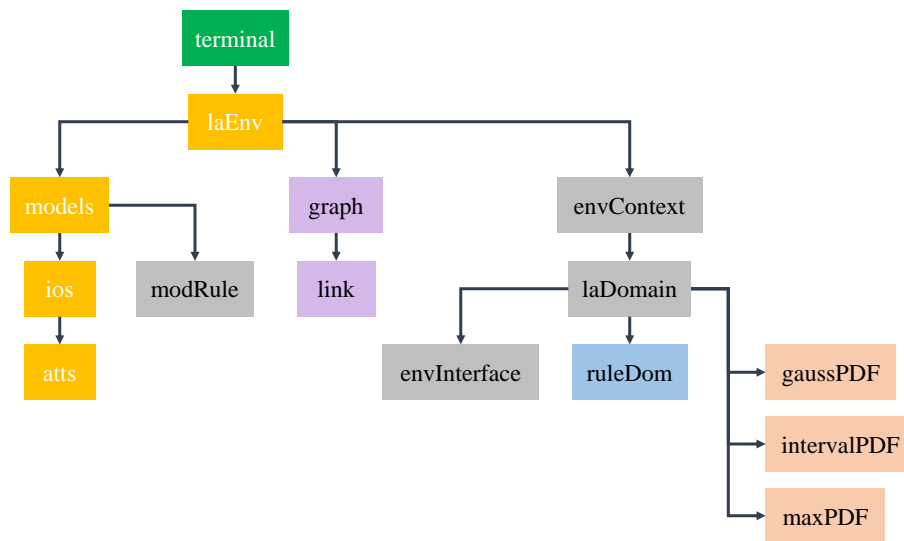 terminal
laEnv
models
graph
envContext
ios
modRule
link
laDomain
atts
envInterface
ruleDom
gaussPDF
intervalPDF
maxPDF